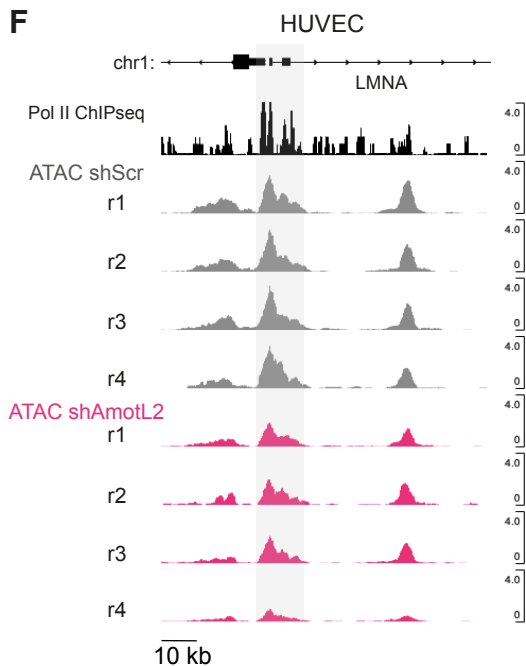 F
HUVEC
chr1:
LMNA
Pol II ChIPseq
4.0
0
ATAC shScr
r1
4.0
0
r2
4.0
0
r3
4.0
0
r4
4.0
0
ATAC shAmotL2
r1
4.0
0
r2
4.0
0
r3
4.0
0
r4
4.0
0
10 kb